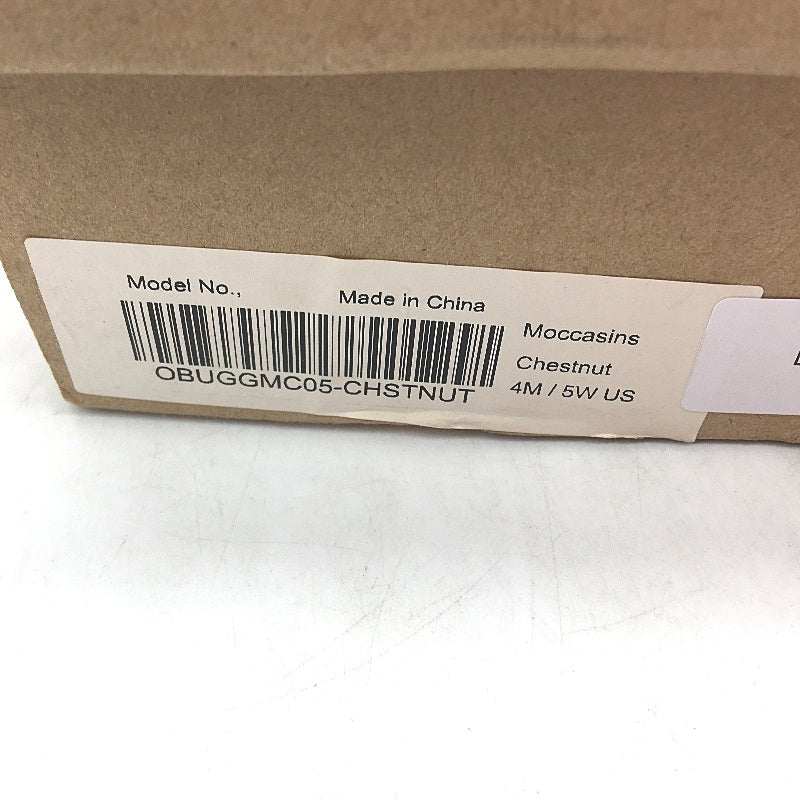 Model No.,
Made in China
OBUGGMC05-CHSTNUT
Moccasins
Chestnut
4M / 5W US